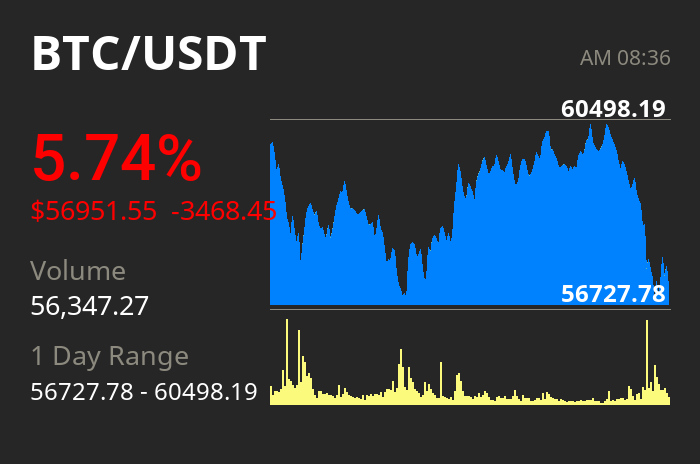 BTC/USDT
AM 08:36
60498.19
5.74%
$56951.55 -3468.45
Volume
56,347.27
56727.78
1 Day Range
56727.78 - 60498.19